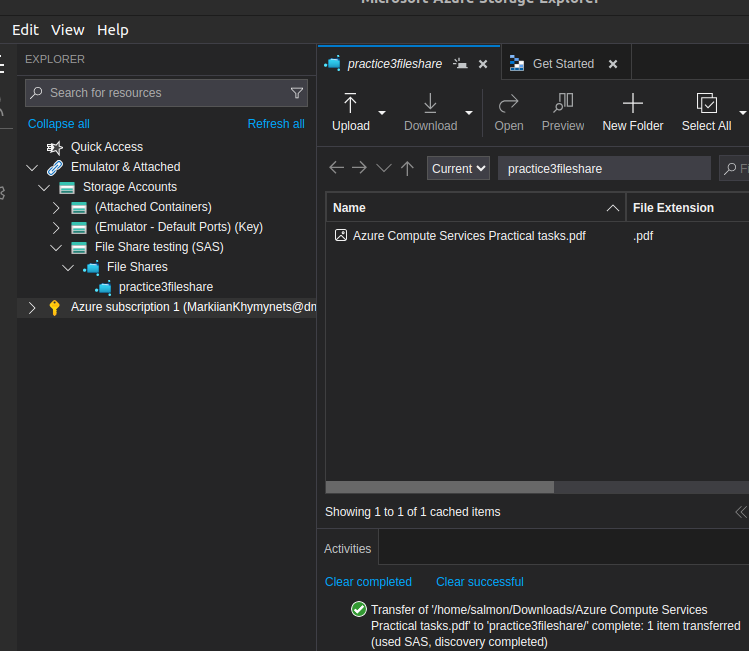 Microsoft Azure Storage Explorer
Edit View Help
EXPLORER
Search for resources
Collapse all Refresh all
Quick Access
Emulator & Attached
Storage Accounts
(Attached Containers)
(Emulator - Default Ports) (Key)
File Share testing (SAS)
File Shares
practice3fileshare
Azure subscription 1 (MarkiianKhymynets@dm
practice3fileshare Get Started
Upload Download Open Preview New Folder Select All
Current practice3fileshare
Name File Extension
Azure Compute Services Practical tasks.pdf .pdf
Showing 1 to 1 of 1 cached items
Activities
Clear completed Clear successful
Transfer of '/home/salmon/Downloads/Azure Compute Services
Practical tasks.pdf' to 'practice3fileshare/' complete: 1 item transferred
(used SAS, discovery completed)